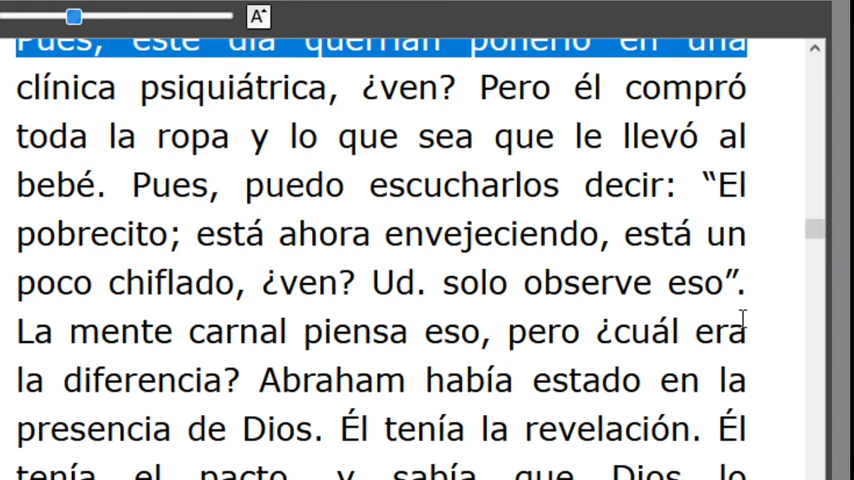 A
Pues, este día querrían ponerlo en una
clínica psiquiátrica, ¿ven? Pero él compró
toda la ropa y lo que sea que le llevó al
bebé. Pues, puedo escucharlos decir: “El
pobrecito; está ahora envejeciendo, está un
poco chiflado, ¿ven? Ud. solo observe eso”.
La mente carnal piensa eso, pero ¿cuál era
la diferencia? Abraham había estado en la
presencia de Dios. Él tenía la revelación. Él
tenía el pacto, y sabía que Dios lo